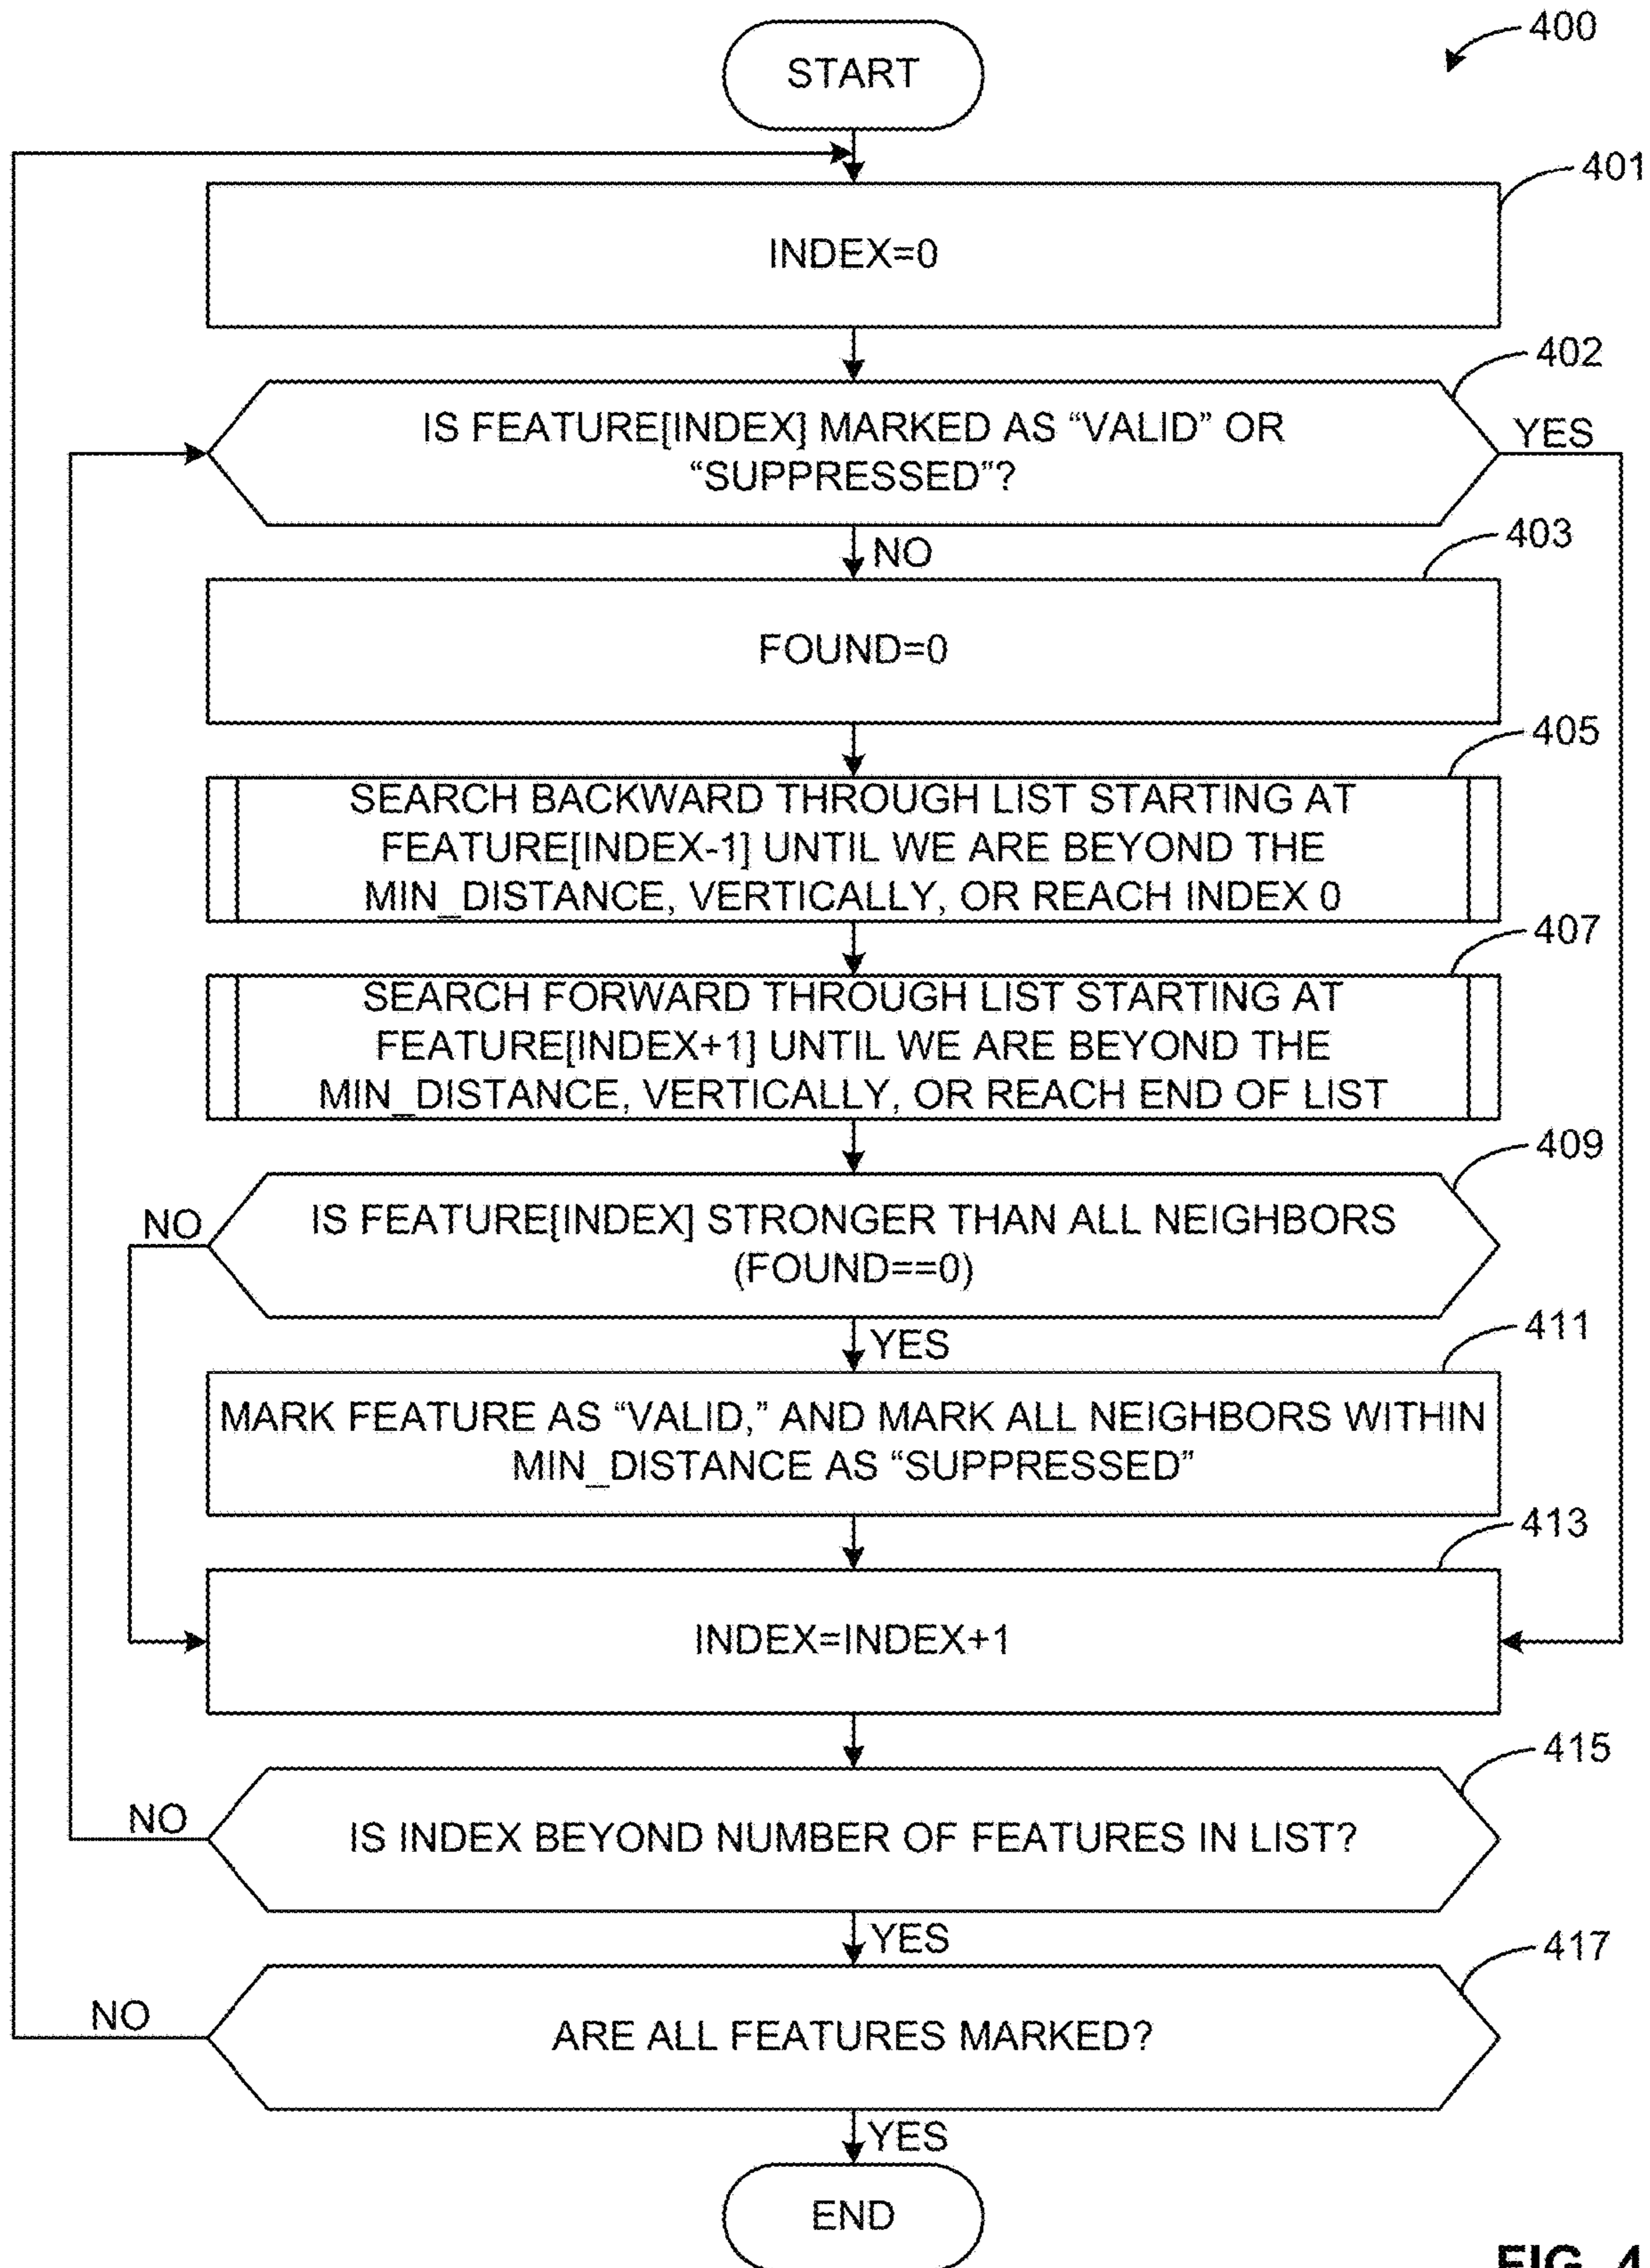 400
START
401
INDEX=0
402
IS FEATURE[INDEX] MARKED AS “VALID” OR
“SUPPRESSED”?
YES
NO
403
FOUND=0
405
SEARCH BACKWARD THROUGH LIST STARTING AT
FEATURE[INDEX-1] UNTIL WE ARE BEYOND THE
MIN_DISTANCE, VERTICALLY, OR REACH INDEX 0
407
SEARCH FORWARD THROUGH LIST STARTING AT
FEATURE[INDEX+1] UNTIL WE ARE BEYOND THE
MIN_DISTANCE, VERTICALLY, OR REACH END OF LIST
409
NO
IS FEATURE[INDEX] STRONGER THAN ALL NEIGHBORS
(FOUND==0)
YES
411
MARK FEATURE AS “VALID,” AND MARK ALL NEIGHBORS WITHIN
MIN_DISTANCE AS “SUPPRESSED”
413
INDEX=INDEX+1
415
NO
IS INDEX BEYOND NUMBER OF FEATURES IN LIST?
YES
417
NO
ARE ALL FEATURES MARKED?
YES
END
FIG. 4